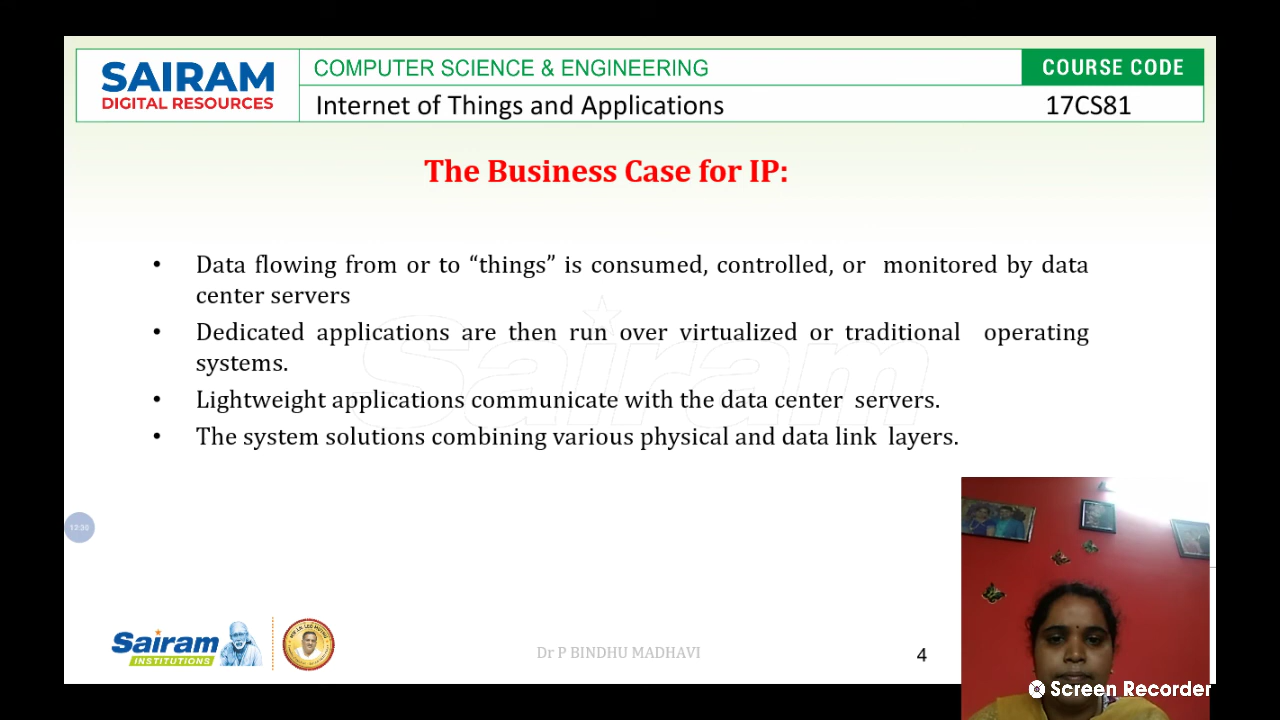 SAIRAM
DIGITAL RESOURCES
COMPUTER SCIENCE & ENGINEERING
COURSE CODE
Internet of Things and Applications
17CS81
The Business Case for IP:
• Data flowing from or to “things” is consumed, controlled, or monitored by data
center servers
• Dedicated applications are then run over virtualized or traditional operating
systems.
• Lightweight applications communicate with the data center servers.
• The system solutions combining various physical and data link layers.
Sairam
13:30
Sairam
INSTITUTIONS
Dr P BINDHU MADHAVI
4
Screen Recorder